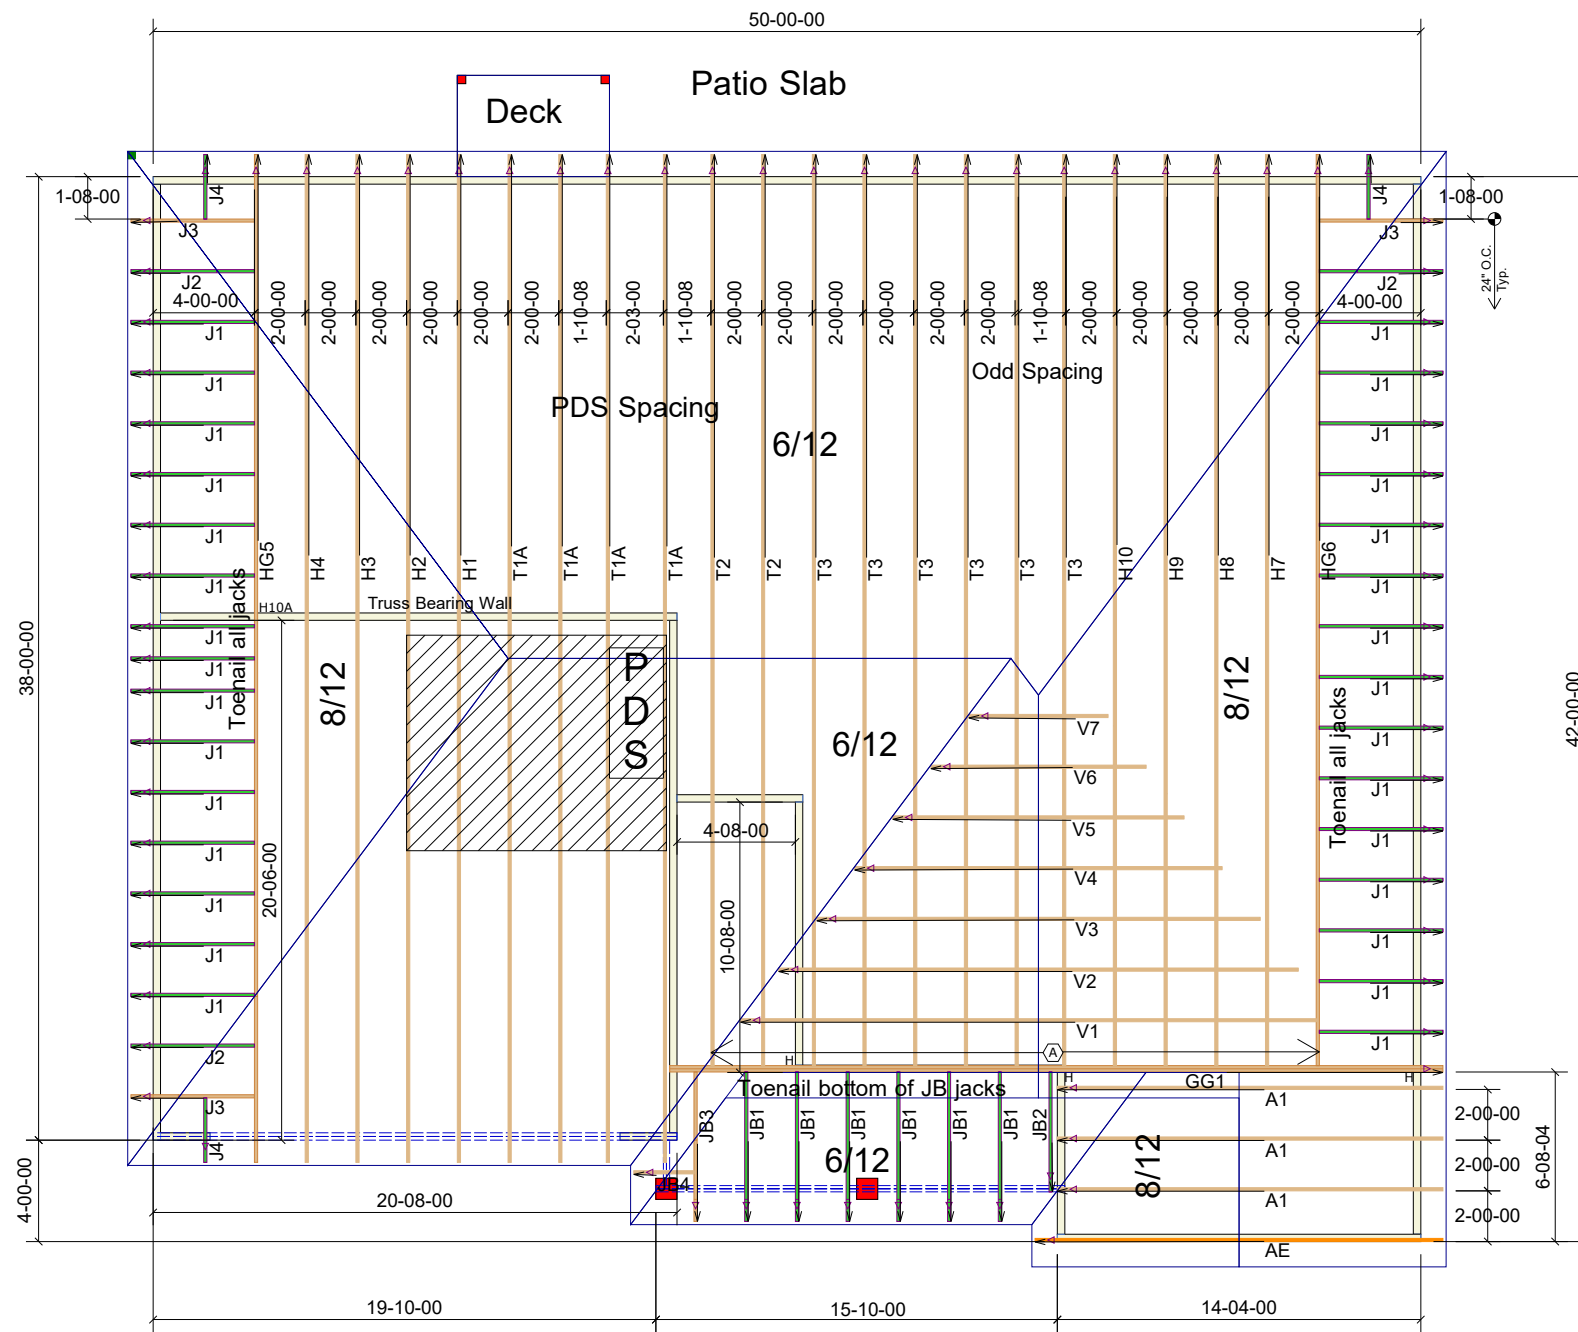 50-00-00
Patio Slab
Deck
1-08-00
J4
J4
1-08-00
J3
J3
24" O.C.
Typ.
J2
J2
4-00-00
2-00-00
2-00-00
2-00-00
2-00-00
2-00-00
2-00-00
1-10-08
2-03-00
1-10-08
2-00-00
2-00-00
2-00-00
2-00-00
2-00-00
2-00-00
1-10-08
2-00-00
2-00-00
2-00-00
2-00-00
4-00-00
J1
J1
J1
J1
Odd Spacing
PDS Spacing
J1
J1
6/12
J1
J1
J1
J1
HG5
H4
H3
H2
H1
T1A
T1A
T1A
T1A
T2
T2
T3
T3
T3
T3
T3
T3
H10
H9
H8
H7
HG6
J1
J1
Toenail all jacks
H10A
Truss Bearing Wall
38-00-00
J1
J1
J1
J1
8/12
PDS
8/12
J1
42-00-00
V7
6/12
J1
J1
V6
Toenail all jacks
J1
J1
4-08-00
V5
J1
J1
V4
J1
J1
20-06-00
V3
J1
J1
10-08-00
V2
J1
J1
V1
J1
J2
H
A
Toenail bottom of JB jacks
H
GG1
H
J3
A1
2-00-00
J4
JB3
JB1
JB1
JB1
JB1
JB1
JB1
JB2
A1
6/12
8/12
2-00-00
6-08-04
JB4
4-00-00
20-08-00
A1
2-00-00
AE
19-10-00
15-10-00
14-04-00